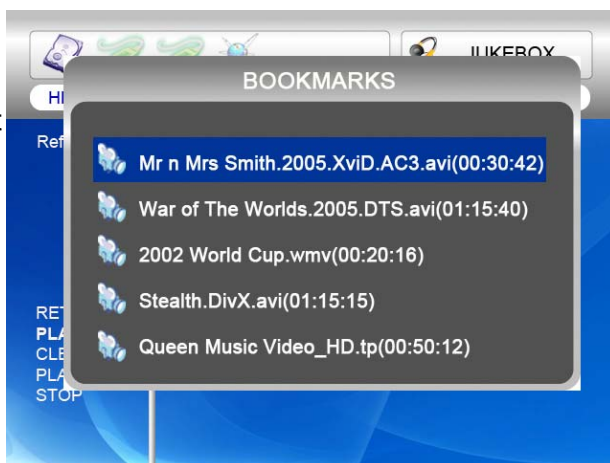 JUKEBOX
BOOKMARKS
Mr n Mrs Smith.2005.XviD.AC3.avi(00:30:42)
War of The Worlds.2005.DTS.avi(01:15:40)
2002 World Cup.wmv(00:20:16)
Stealth.DivX.avi(01:15:15)
Queen Music Video_HD.tp(00:50:12)
STOP